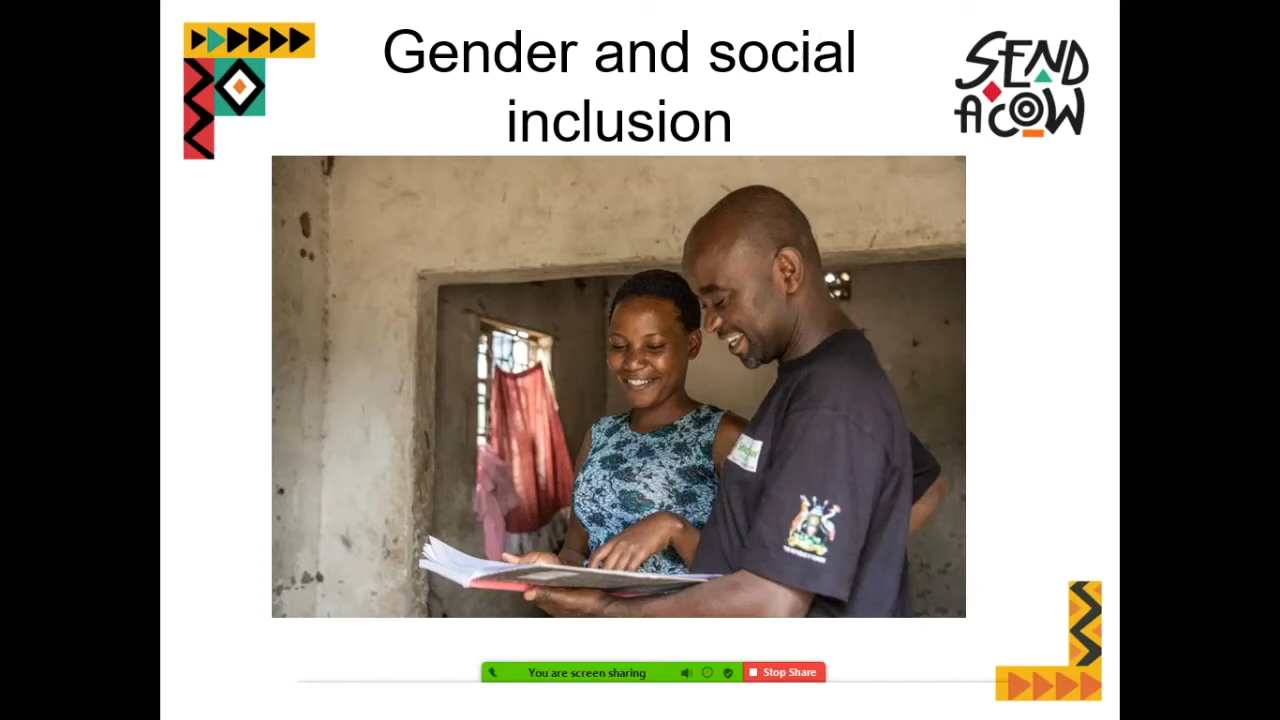 Gender and social
inclusion
SEND
A COW
You are screen sharing
Stop Share